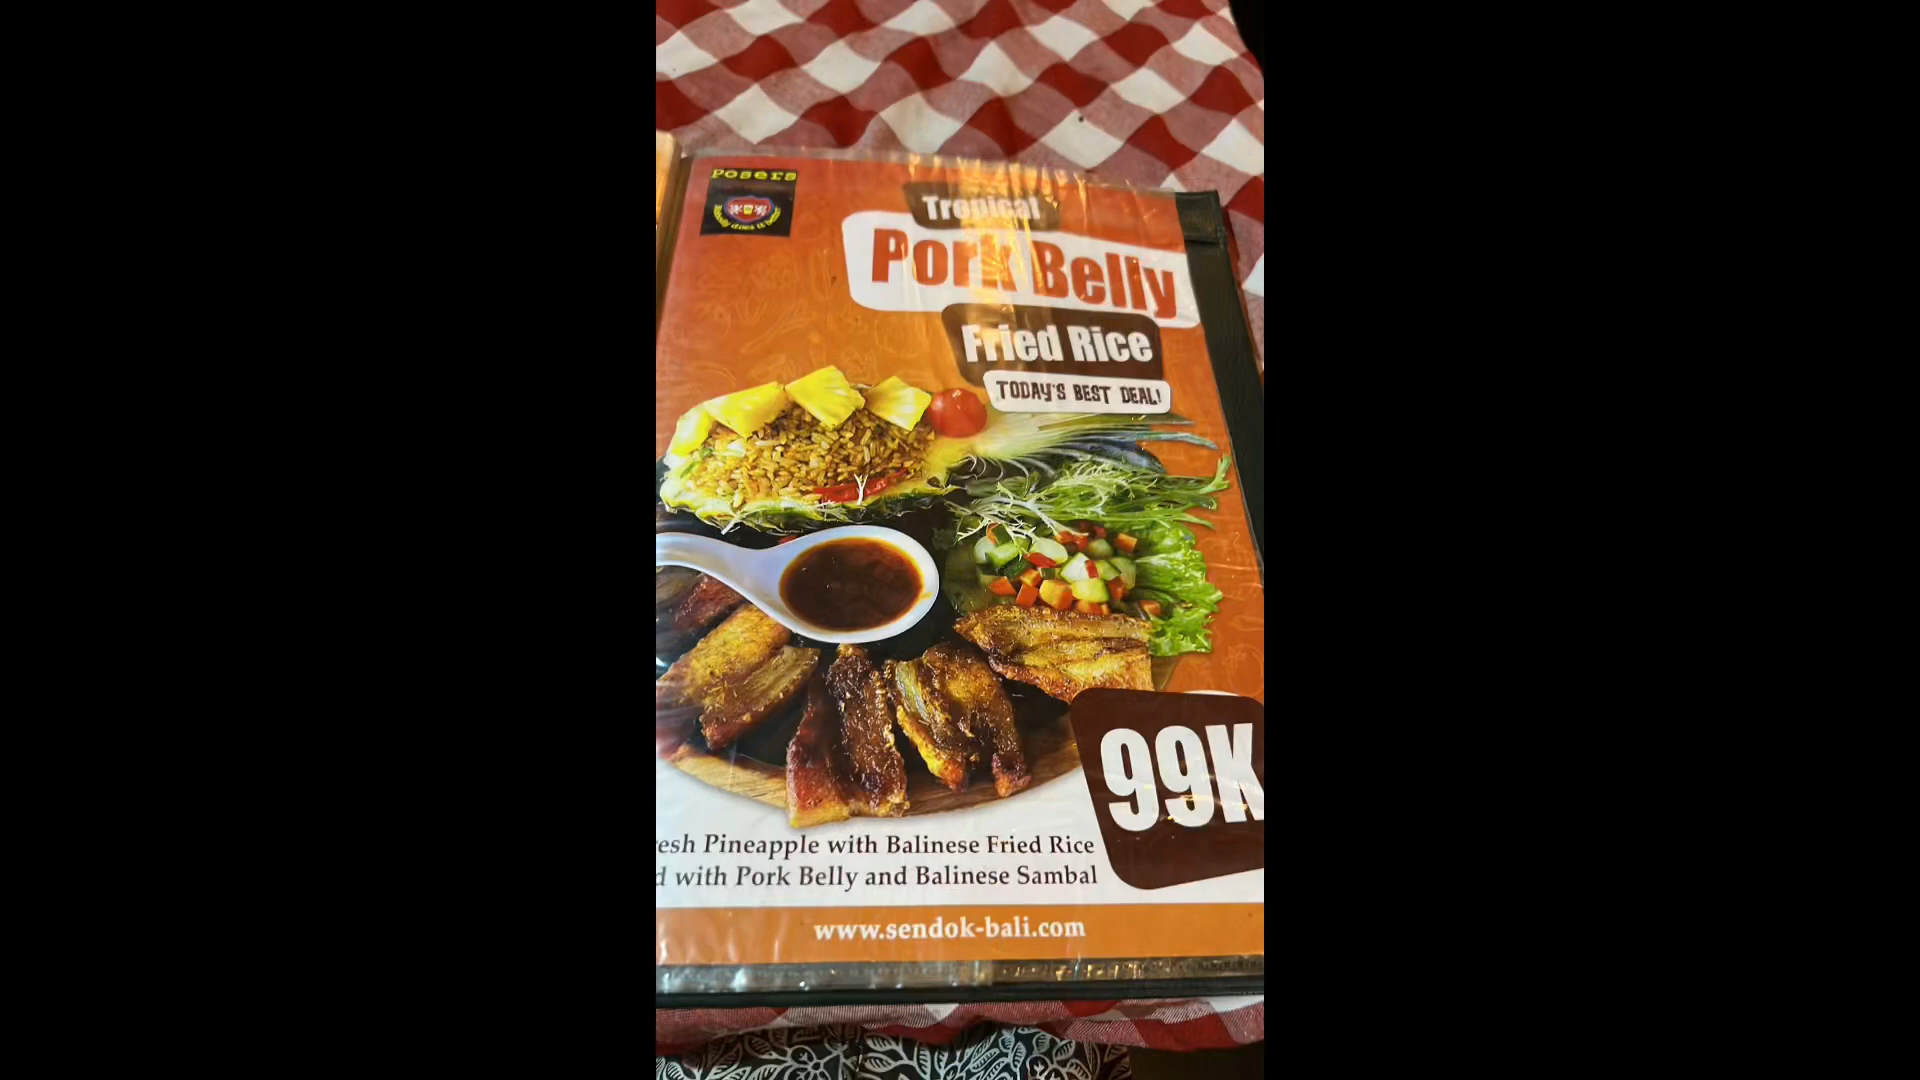 Posers
Tropical
Pork Belly
Fried Rice
TODAY'S BEST DEAL!
99K
esh Pineapple with Balinese Fried Rice
d with Pork Belly and Balinese Sambal
www.sendok-bali.com